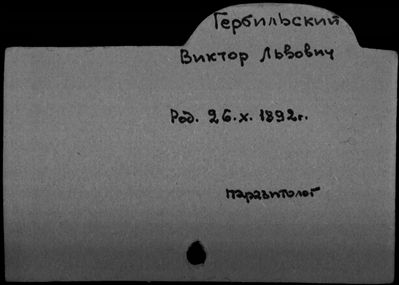 Гербильский
Виктор Львович
Род. 26.X.1892г.
паразитолог